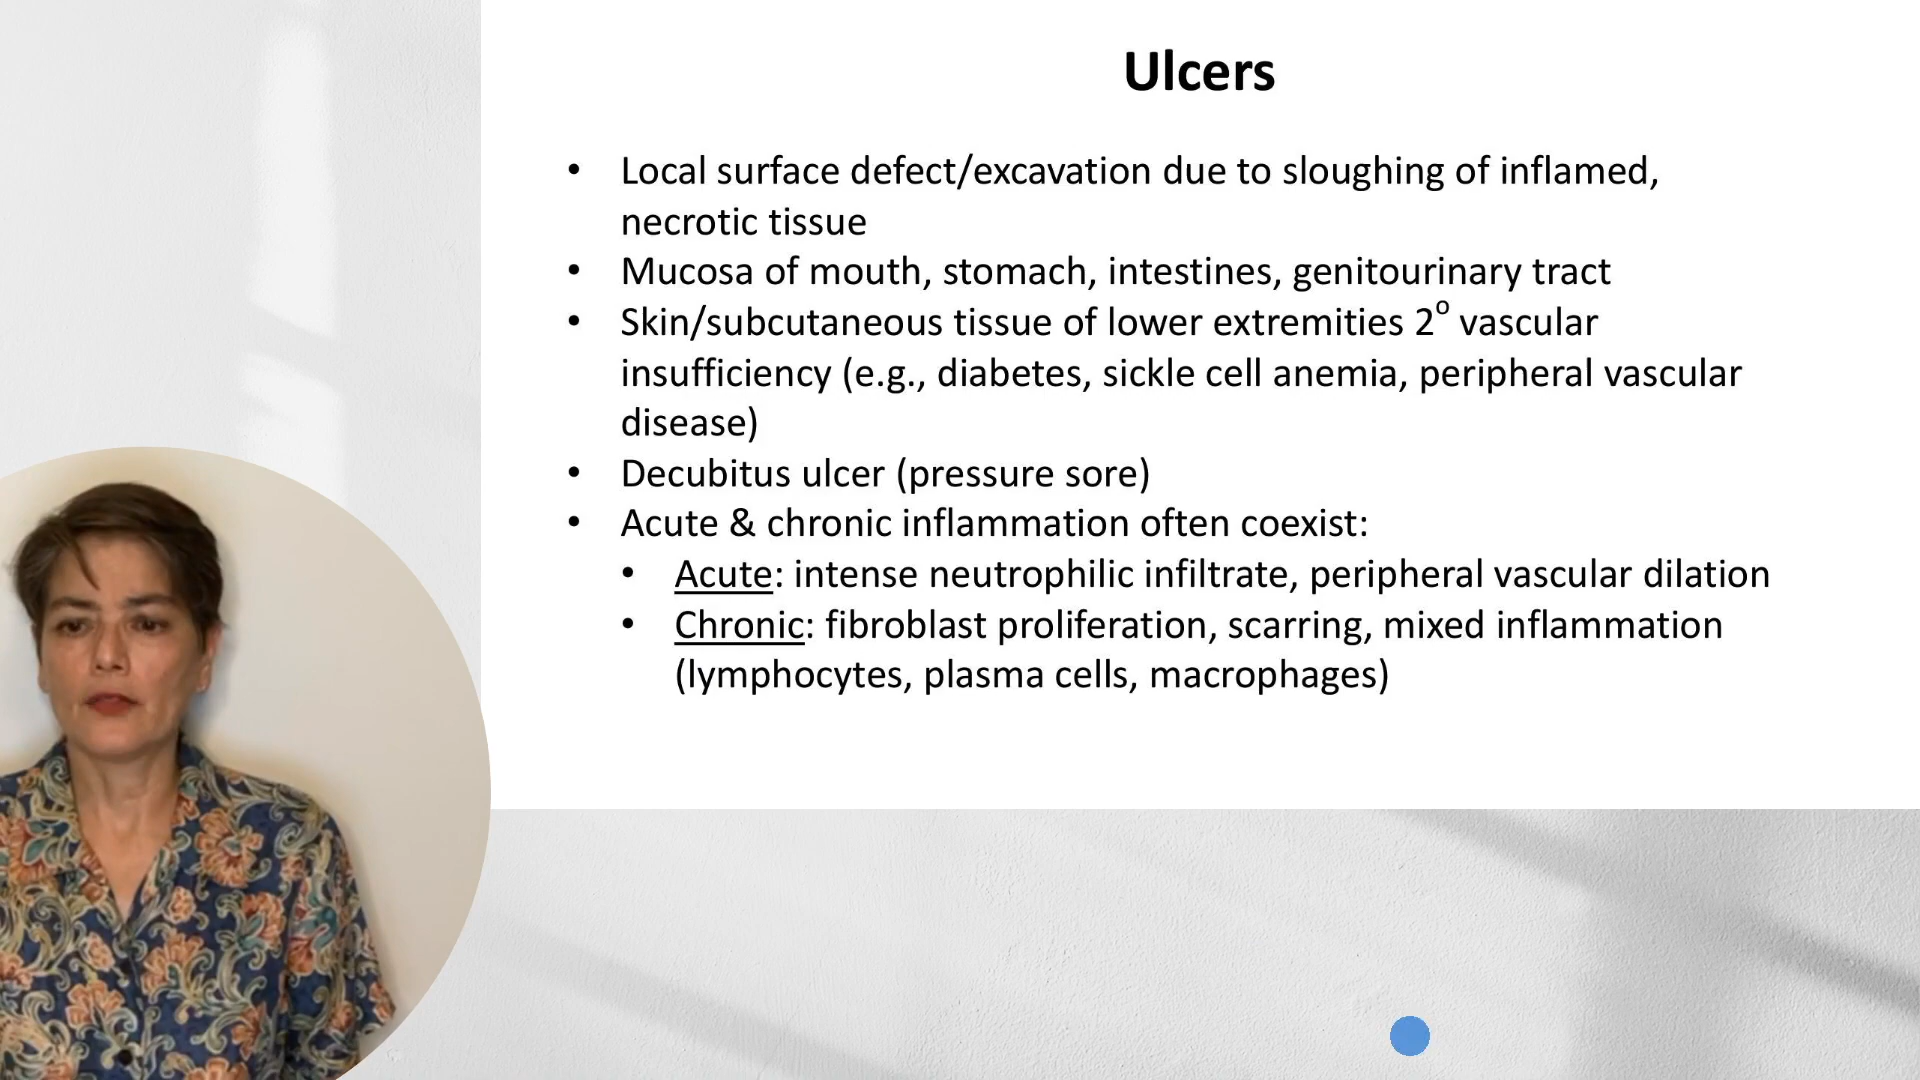 Ulcers
• Local surface defect/excavation due to sloughing of inflamed,
necrotic tissue
• Mucosa of mouth, stomach, intestines, genitourinary tract
• Skin/subcutaneous tissue of lower extremities 2º vascular
insufficiency (e.g., diabetes, sickle cell anemia, peripheral vascular
disease)
• Decubitus ulcer (pressure sore)
• Acute & chronic inflammation often coexist:
• Acute: intense neutrophilic infiltrate, peripheral vascular dilation
• Chronic: fibroblast proliferation, scarring, mixed inflammation
(lymphocytes, plasma cells, macrophages)